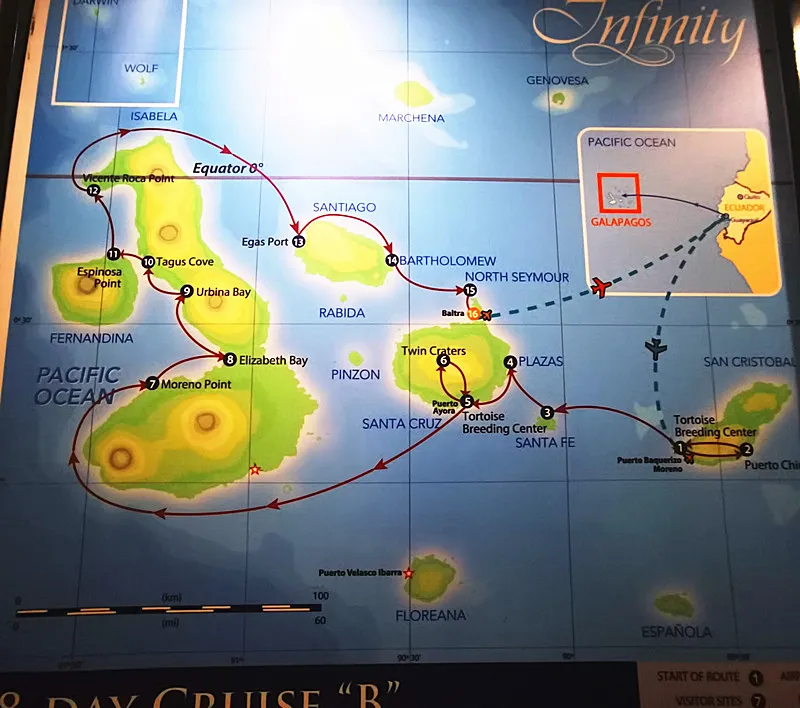 DARWIN
Infinity
WOLF
GENOVESA
MARCHENA
ISABELA
PACIFIC OCEAN
Equator 0°
Vicente Roca Point
12
Quito
ECUADOR
Guayaquil
GALAPAGOS
SANTIAGO
Egas Port
13
14
BARTHOLOMEW
11
10
Tagus Cove
Espinosa
Point
NORTH SEYMOUR
15
9
Urbina Bay
RABIDA
Baltra
16
FERNANDINA
Twin Craters
6
8
Elizabeth Bay
4
PLAZAS
PINZON
SAN CRISTOBAL
PACIFIC
OCEAN
7
Moreno Point
Puerto
Ayora
5
Tortoise
Breeding Center
3
SANTA CRUZ
SANTA FE
Tortoise
Breeding Center
1
2
Puerto Baquerizo
Moreno
Puerto Chi
Puerto Velasco Ibarra
(km)
0
100
(mi)
0
60
FLOREANA
ESPAÑOLA
90°30'
8-DAY CRUISE "B"
START OF ROUTE 1
VISITOR SITES 7